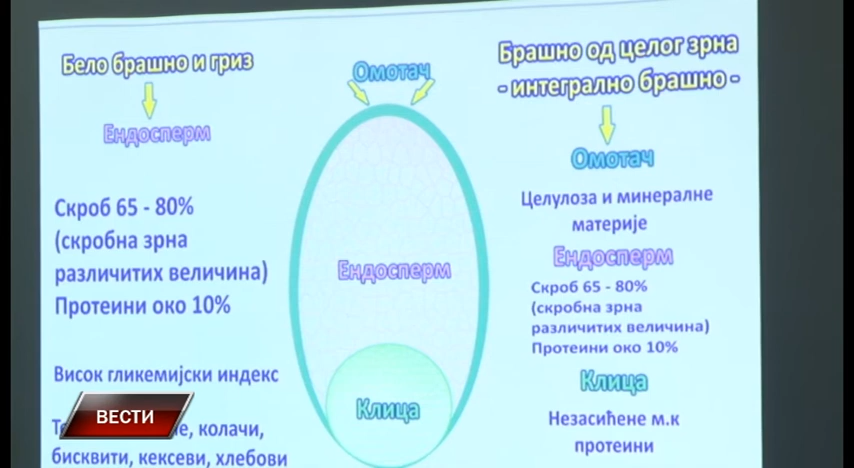 Бело брашно и гриз
Ендосперм
Скроб 65 - 80%
(скробна зрна
различитих величина)
Протеини око 10%
Висок гликемијски индекс
колачи,
бисквити, кексеви, хлебови
Омотач
Ендосперм
Клица
Брашно од целог зрна
- интегрално брашно -
Омотач
Целулоза и минералне
материје
Ендосперм
Скроб 65 - 80%
(скробна зрна
различитих величина)
Протеини око 10%
Клица
Незасићене м.к
протеини
ВЕСТИ